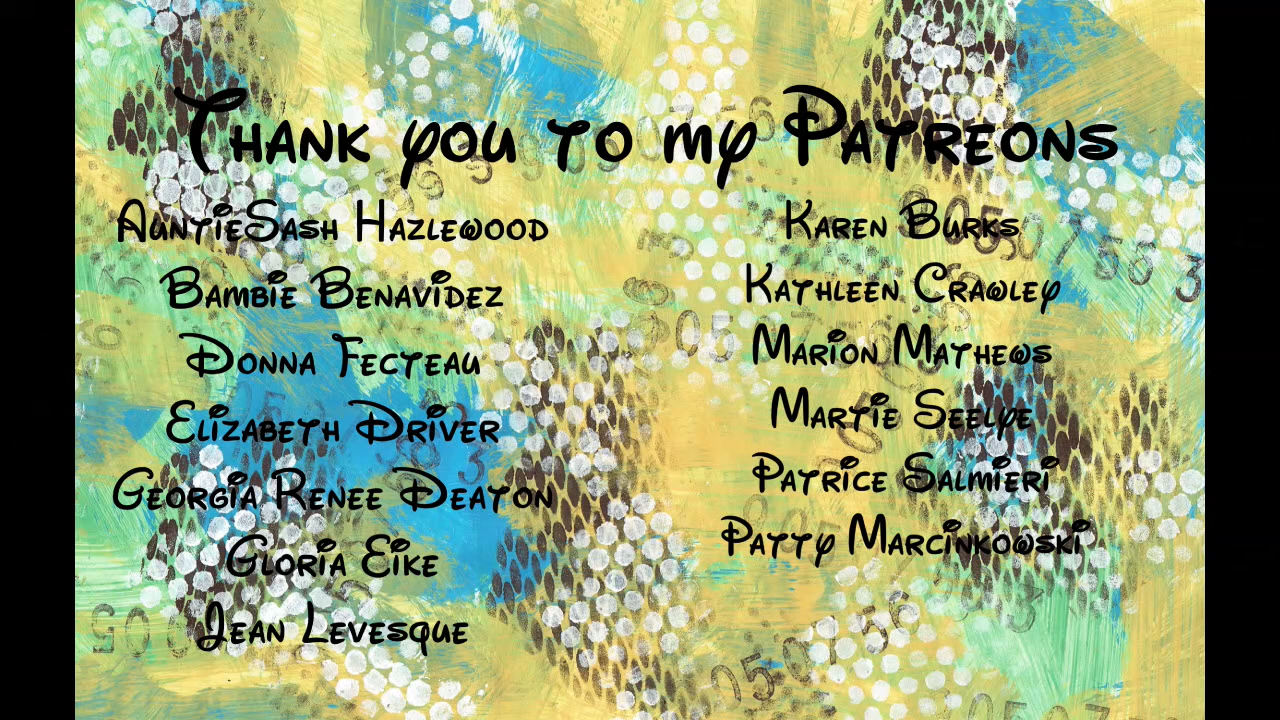 Thank you to my Patreons
AuntieSash Hazlewood
Bambie Benavidez
Donna Fecteau
Elizabeth Driver
Georgia Renee Deaton
Gloria Eike
Jean Levesque
Karen Burks
Kathleen Crawley
Marion Mathews
Martie Seelye
Patrice Salmieri
Patty Marcinkowski